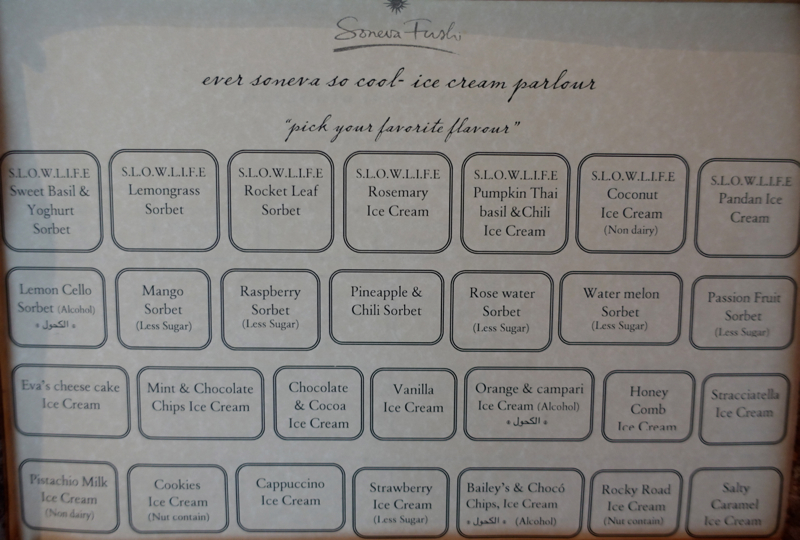 Soneva Fushi
ever soneva so cool- ice cream parlour
"pick your favorite flavour"
S.L.O.W.L.I.F.E
Sweet Basil &
Yoghurt
Sorbet
S.L.O.W.L.I.F.E
Lemongrass
Sorbet
S.L.O.W.L.I.F.E
Rocket Leaf
Sorbet
S.L.O.W.L.I.F.E
Rosemary
Ice Cream
S.L.O.W.L.I.F.E
Pumpkin Thai
basil &Chili
Ice Cream
S.L.O.W.L.I.F.E
Coconut
Ice Cream
(Non dairy)
S.L.O.W.L.I.F.E
Pandan Ice
Cream
Lemon Cello
Sorbet (Alcohol)
* الكحول *
Mango
Sorbet
(Less Sugar)
Raspberry
Sorbet
(Less Sugar)
Pineapple &
Chili Sorbet
Rose water
Sorbet
(Less Sugar)
Water melon
Sorbet
(Less Sugar)
Passion Fruit
Sorbet
(Less Sugar)
Eva's cheese cake
Ice Cream
Mint & Chocolate
Chips Ice Cream
Chocolate
& Cocoa
Ice Cream
Vanilla
Ice Cream
Orange & campari
Ice Cream (Alcohol)
* الكحول *
Honey
Comb
Ice Cream
Stracciatella
Ice Cream
Pistachio Milk
Ice Cream
(Non dairy)
Cookies
Ice Cream
(Nut contain)
Cappuccino
Ice Cream
Strawberry
Ice Cream
(Less Sugar)
Bailey's & Chocó
Chips, Ice Cream
* الكحول * (Alcohol)
Rocky Road
Ice Cream
(Nut contain)
Salty
Caramel
Ice Cream